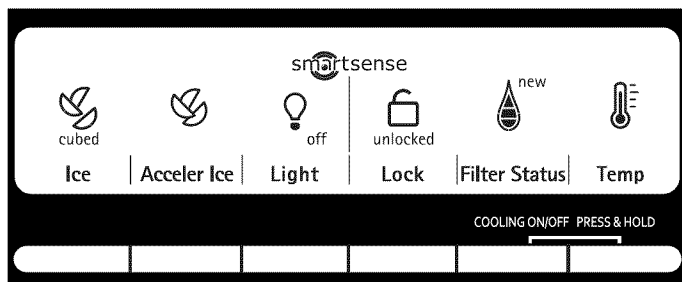 smartsense
new
cubed
off
unlocked
Ice
Acceler Ice
Light
Lock
Filter Status
Temp
COOLING ON/OFF PRESS & HOLD